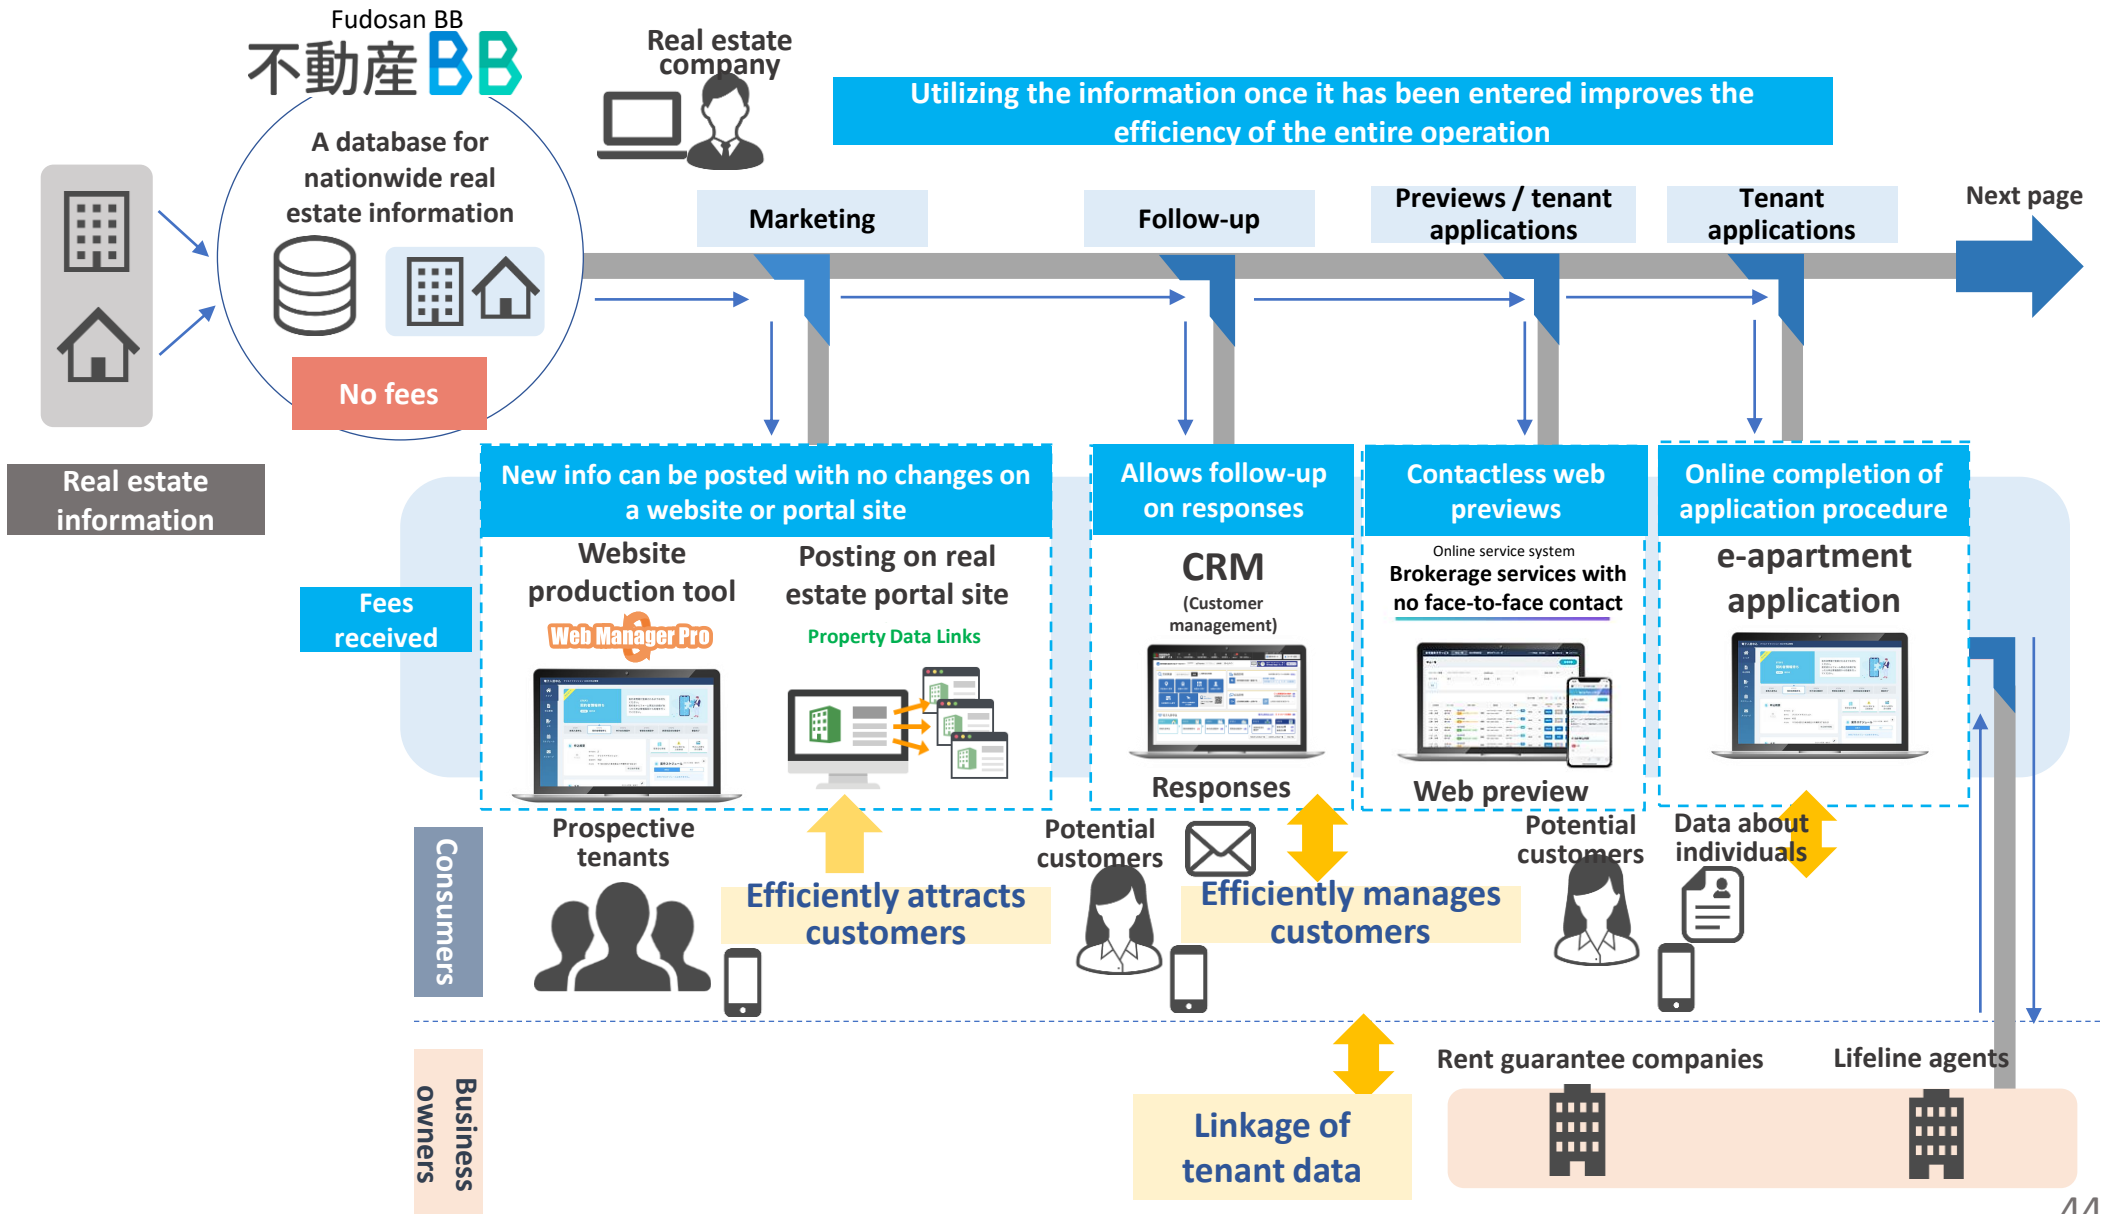 Fudosan BB
不動産BB
Real estate
company
Utilizing the information once it has been entered improves the
efficiency of the entire operation
A database for
nationwide real
estate information
No fees
Real estate
information
Marketing
Follow-up
Previews / tenant
applications
Tenant
applications
Next page
New info can be posted with no changes on
a website or portal site
Website
production tool
Web Manager Pro
Posting on real
estate portal site
Property Data Links
Allows follow-up
on responses
CRM
(Customer
management)
Responses
Contactless web
previews
Online service system
Brokerage services with
no face-to-face contact
Web preview
Online completion of
application procedure
e-apartment
application
Fees
received
Consumers
Prospective
tenants
Efficiently attracts
customers
Potential
customers
Efficiently manages
customers
Potential
customers
Data about
individuals
Business
owners
Linkage of
tenant data
Rent guarantee companies
Lifeline agents
44